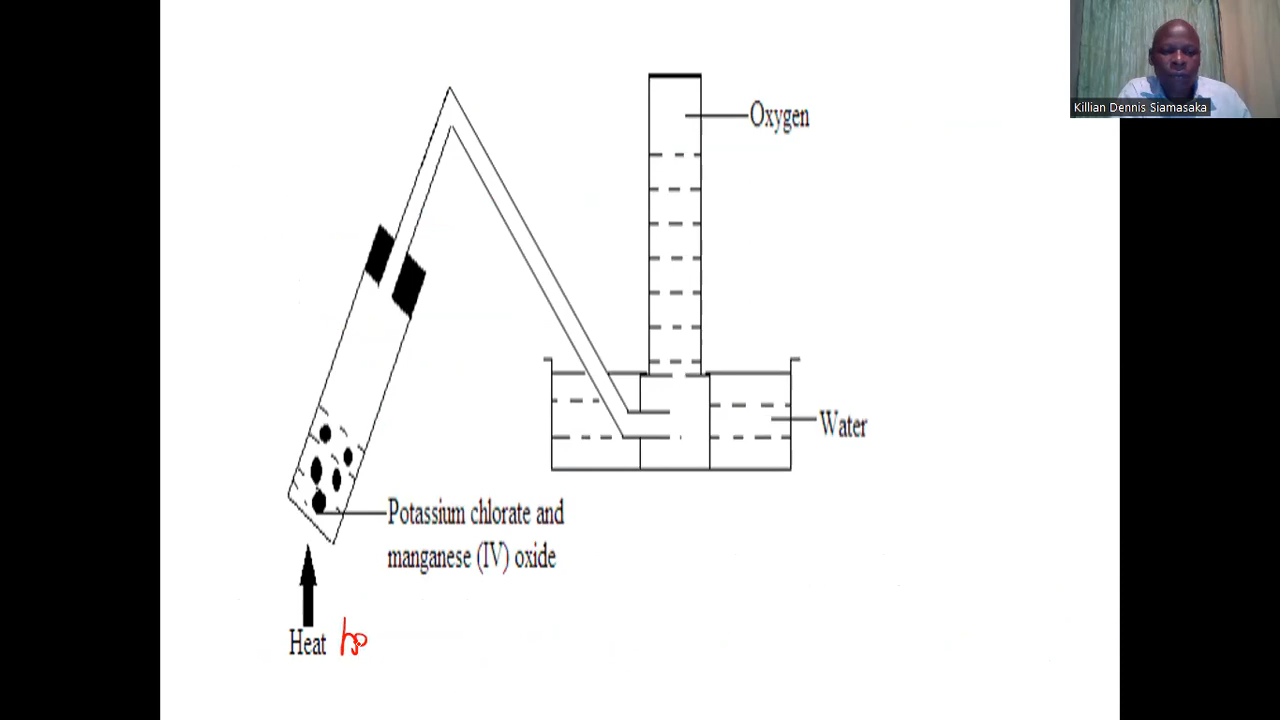 Killian Dennis Siamasaka
Oxygen
Water
Potassium chlorate and
manganese (IV) oxide
Heat